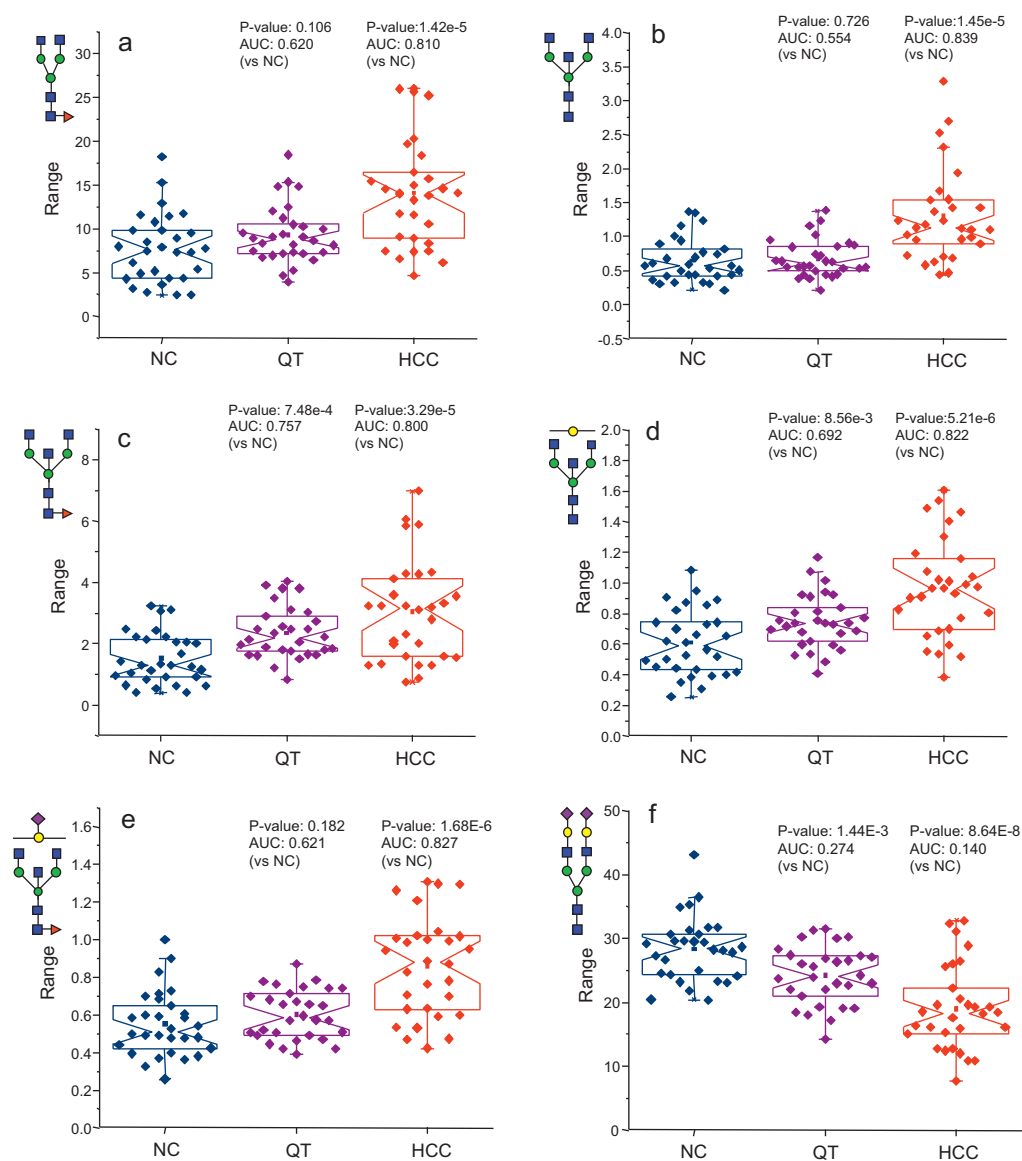 a
P-value: 0.106
AUC: 0.620
(vs NC)
P-value:1.42e-5
AUC: 0.810
(vs NC)
Range
30
25
20
15
10
5
0
NC
QT
HCC
b
P-value: 0.726
AUC: 0.554
(vs NC)
P-value:1.45e-5
AUC: 0.839
(vs NC)
Range
4.0
3.5
3.0
2.5
2.0
1.5
1.0
0.5
0.0
-0.5
NC
QT
HCC
c
P-value: 7.48e-4
AUC: 0.757
(vs NC)
P-value:3.29e-5
AUC: 0.800
(vs NC)
Range
8
6
4
2
0
NC
QT
HCC
d
P-value: 8.56e-3
AUC: 0.692
(vs NC)
P-value:5.21e-6
AUC: 0.822
(vs NC)
Range
2.0
1.8
1.6
1.4
1.2
1.0
0.8
0.6
0.4
0.2
0.0
NC
QT
HCC
e
P-value: 0.182
AUC: 0.621
(vs NC)
P-value: 1.68E-6
AUC: 0.827
(vs NC)
Range
1.6
1.4
1.2
1.0
0.8
0.6
0.4
0.2
0.0
NC
QT
HCC
f
P-value: 1.44E-3
AUC: 0.274
(vs NC)
P-value: 8.64E-8
AUC: 0.140
(vs NC)
Range
50
40
30
20
10
0
NC
QT
HCC